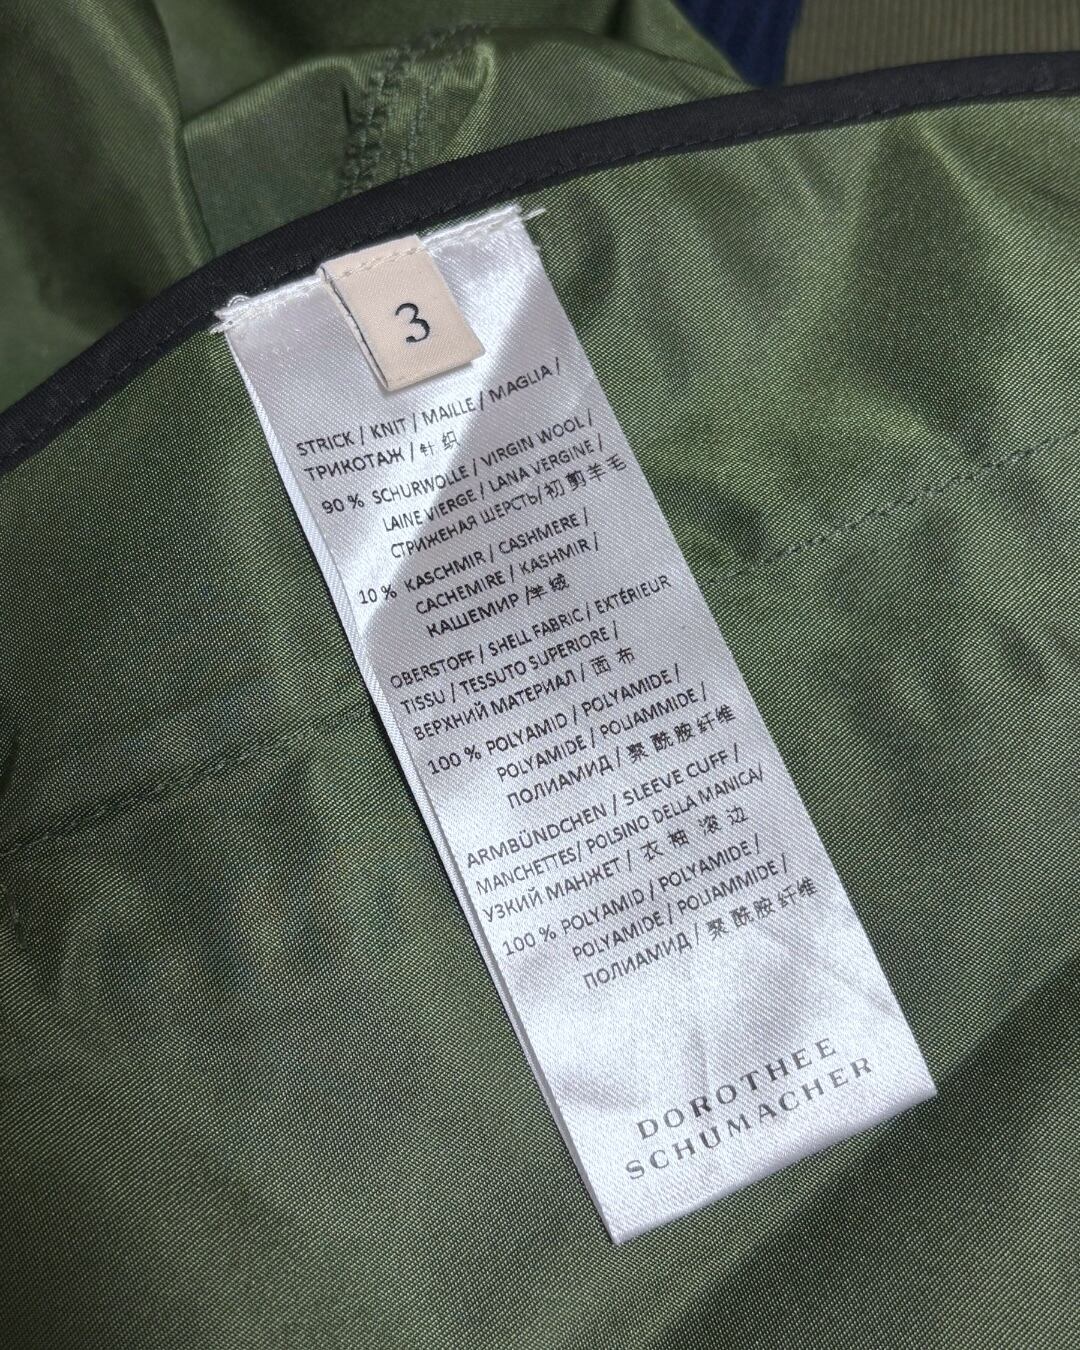 3
STRICK / KNIT / MAILLE / MAGLIA /
ТРИКОТАЖ / 针 织
90 % SCHURWOLLE / VIRGIN WOOL /
LAINE VIERGE / LANA VERGINE /
СТРИЖЕНАЯ ШЕРСТЬ/初 剪 羊 毛
10 % KASCHMIR / CASHMERE /
CACHEMIRE / KASHMIR /
КАШЕМИР /羊 绒
OBERSTOFF / SHELL FABRIC / EXTÉRIEUR
TISSU / TESSUTO SUPERIORE /
ВЕРХНИЙ МАТЕРИАЛ / 面 布
100 % POLYAMID / POLYAMIDE /
POLYAMIDE / POLIAMMIDE /
ПОЛИАМИД / 聚 酰胺 纤维
ARMBÜNDCHEN / SLEEVE CUFF /
MANCHETTES/ POLSINO DELLA MANICA/
УЗКИЙ МАНЖЕТ / 衣 袖 滚 边
100 % POLYAMID / POLYAMIDE /
POLYAMIDE / POLIAMMIDE /
ПОЛИАМИД / 聚 酰胺 纤维
DOROTHEE
SCHUMACHER